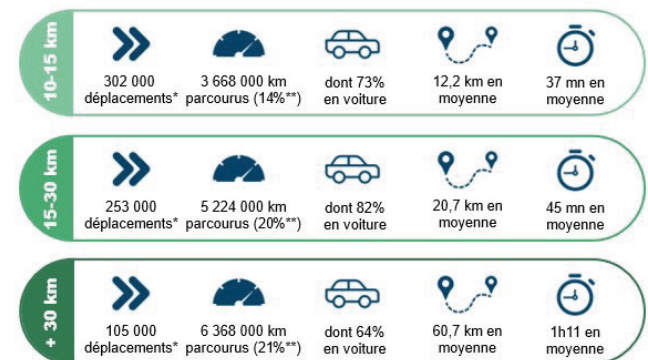 10-15 km
302 000 déplacements*
3 668 000 km parcourus (14%**)
dont 73% en voiture
12,2 km en moyenne
37 mn en moyenne
15-30 km
253 000 déplacements*
5 224 000 km parcourus (20%**)
dont 82% en voiture
20,7 km en moyenne
45 mn en moyenne
+ 30 km
105 000 déplacements*
6 368 000 km parcourus (21%**)
dont 64% en voiture
60,7 km en moyenne
1h11 en moyenne